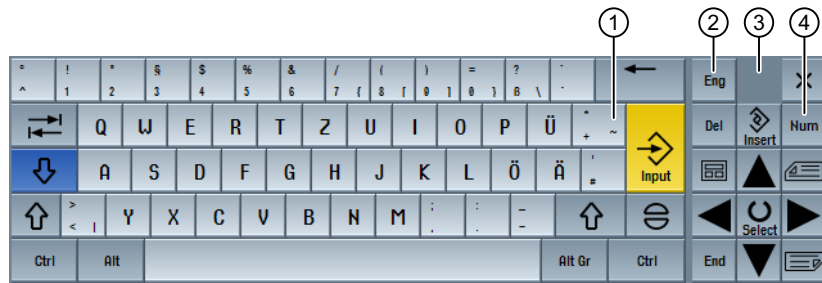 ① ② ③ ④
° ! " § $ % & / ( ) = ? ` Eng
^ 1 2 3 4 5 6 7 { 8 [ 9 ] 0 } ß \ ´
Q W E R T Z U I O P Ü * + ~ Del Insert Num
A S D F G H J K L Ö Ä ' # Input
> < | Y X C V B N M ; , : . _ - Select
Ctrl Alt Alt Gr Ctrl End